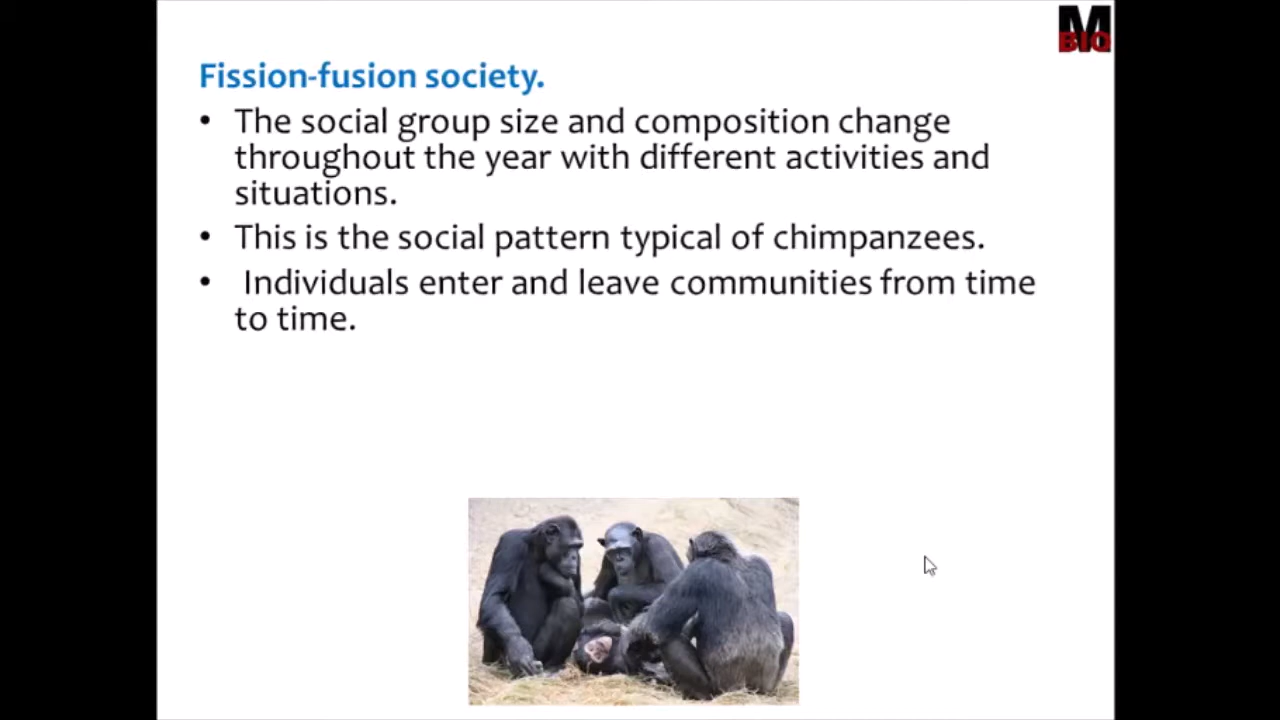 M
BIO
Fission-fusion society.
• The social group size and composition change
throughout the year with different activities and
situations.
• This is the social pattern typical of chimpanzees.
• Individuals enter and leave communities from time
to time.